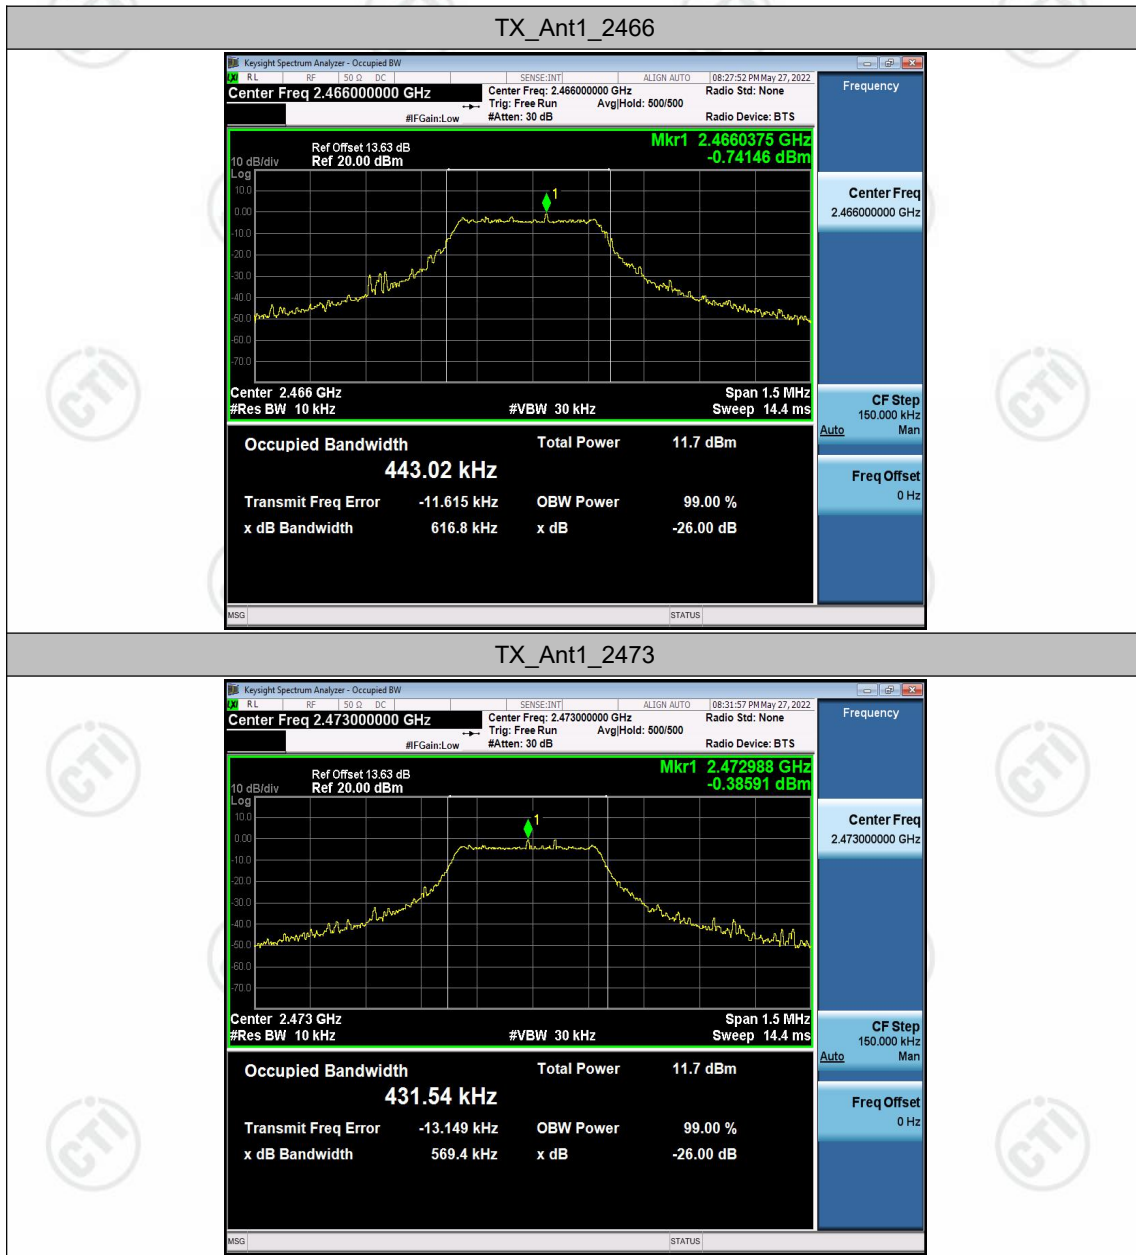 TX_Ant1_2466
Keysight Spectrum Analyzer - Occupied BW
LXI RL RF 50 Ω DC SENSE:INT ALIGN AUTO 08:27:52 PM May 27, 2022
Center Freq 2.466000000 GHz Center Freq: 2.466000000 GHz Radio Std: None
Trig: Free Run Avg|Hold: 500/500
#IFGain:Low #Atten: 30 dB Radio Device: BTS
Frequency
Mkr1 2.4660375 GHz
Ref Offset 13.63 dB
10 dB/div Ref 20.00 dBm -0.74146 dBm
Log
10.0
0.00
-10.0
-20.0
-30.0
-40.0
-50.0
-60.0
-70.0
1
Center Freq
2.466000000 GHz
Center 2.466 GHz Span 1.5 MHz
#Res BW 10 kHz #VBW 30 kHz Sweep 14.4 ms
CF Step
150.000 kHz
Auto Man
Occupied Bandwidth Total Power 11.7 dBm
443.02 kHz
Transmit Freq Error -11.615 kHz OBW Power 99.00 %
x dB Bandwidth 616.8 kHz x dB -26.00 dB
Freq Offset
0 Hz
MSG STATUS
TX_Ant1_2473
Keysight Spectrum Analyzer - Occupied BW
LXI RL RF 50 Ω DC SENSE:INT ALIGN AUTO 08:31:57 PM May 27, 2022
Center Freq 2.473000000 GHz Center Freq: 2.473000000 GHz Radio Std: None
Trig: Free Run Avg|Hold: 500/500
#IFGain:Low #Atten: 30 dB Radio Device: BTS
Frequency
Mkr1 2.472988 GHz
Ref Offset 13.63 dB
10 dB/div Ref 20.00 dBm -0.38591 dBm
Log
10.0
0.00
-10.0
-20.0
-30.0
-40.0
-50.0
-60.0
-70.0
1
Center Freq
2.473000000 GHz
Center 2.473 GHz Span 1.5 MHz
#Res BW 10 kHz #VBW 30 kHz Sweep 14.4 ms
CF Step
150.000 kHz
Auto Man
Occupied Bandwidth Total Power 11.7 dBm
431.54 kHz
Transmit Freq Error -13.149 kHz OBW Power 99.00 %
x dB Bandwidth 569.4 kHz x dB -26.00 dB
Freq Offset
0 Hz
MSG STATUS
CTI
CTI
CTI
CTI
CTI
CTI